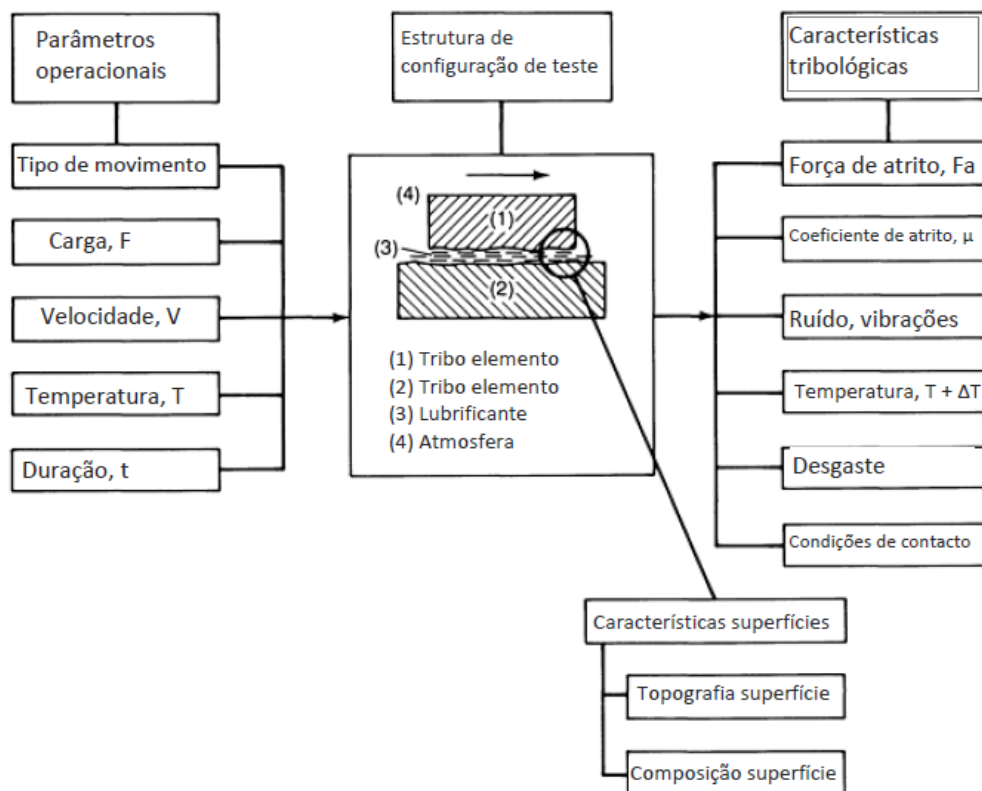 Parâmetros
operacionais
Tipo de movimento
Carga, F
Velocidade, V
Temperatura, T
Duração, t
Estrutura de
configuração de teste
(4)
(1)
(3)
(2)
(1) Tribo elemento
(2) Tribo elemento
(3) Lubrificante
(4) Atmosfera
Características
tribológicas
Força de atrito, Fa
Coeficiente de atrito, μ
Ruído, vibrações
Temperatura, T + ΔT
Desgaste
Condições de contacto
Características superfícies
Topografia superfície
Composição superfície